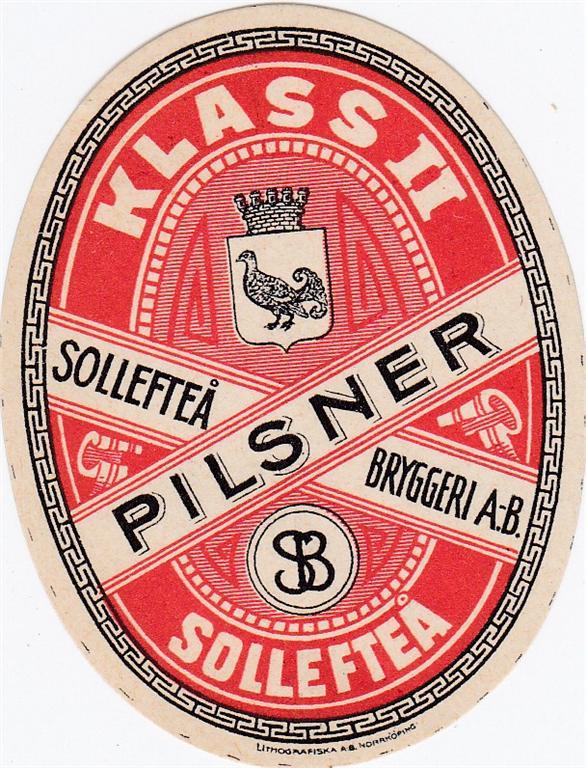 KLASS II
SOLLEFTEÅ
PILSNER
BRYGGERI A.-B.
SB
SOLLEFTEÅ
LITHOGRAFISKA A.B. NORRKÖPING